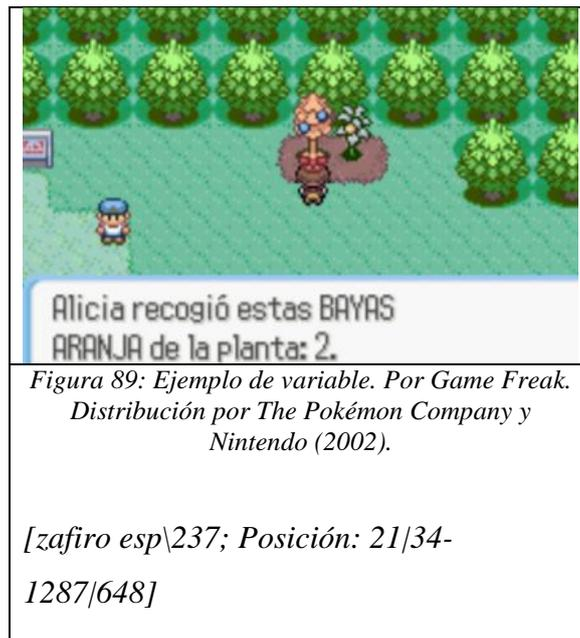 Alicia recogió estas BAYAS
ARANJA de la planta: 2.
Figura 89: Ejemplo de variable. Por Game Freak.
Distribución por The Pokémon Company y
Nintendo (2002).
[zafiro esp\237; Posición: 21|34-
1287|648]